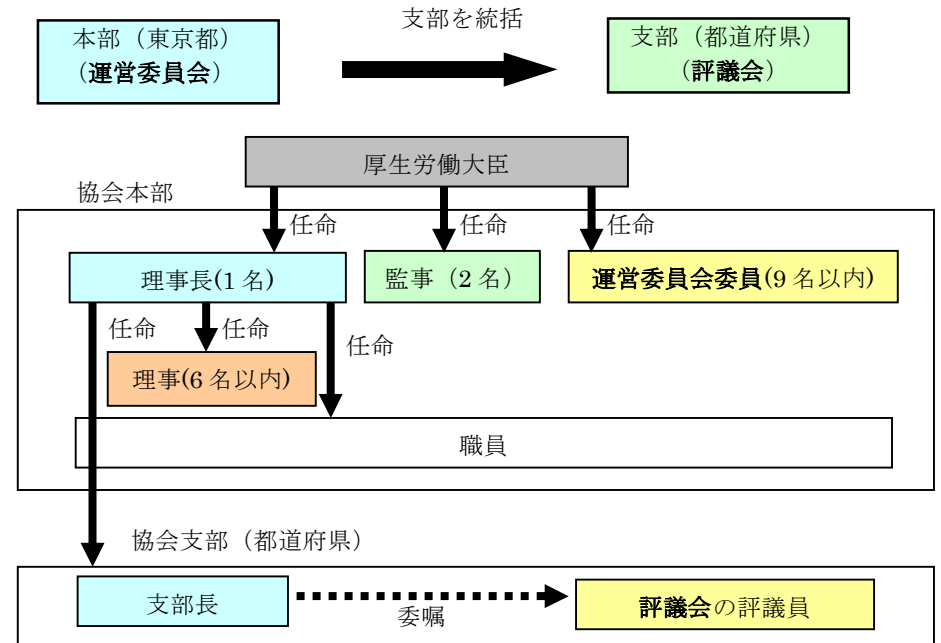 支部を統括
本部（東京都）
（運営委員会）
支部（都道府県）
（評議会）
厚生労働大臣
協会本部
任命
任命
任命
理事長(1名)
監事（2名）
運営委員会委員(9名以内)
任命
任命
任命
理事(6名以内)
職員
協会支部（都道府県）
支部長
委嘱
評議会の評議員